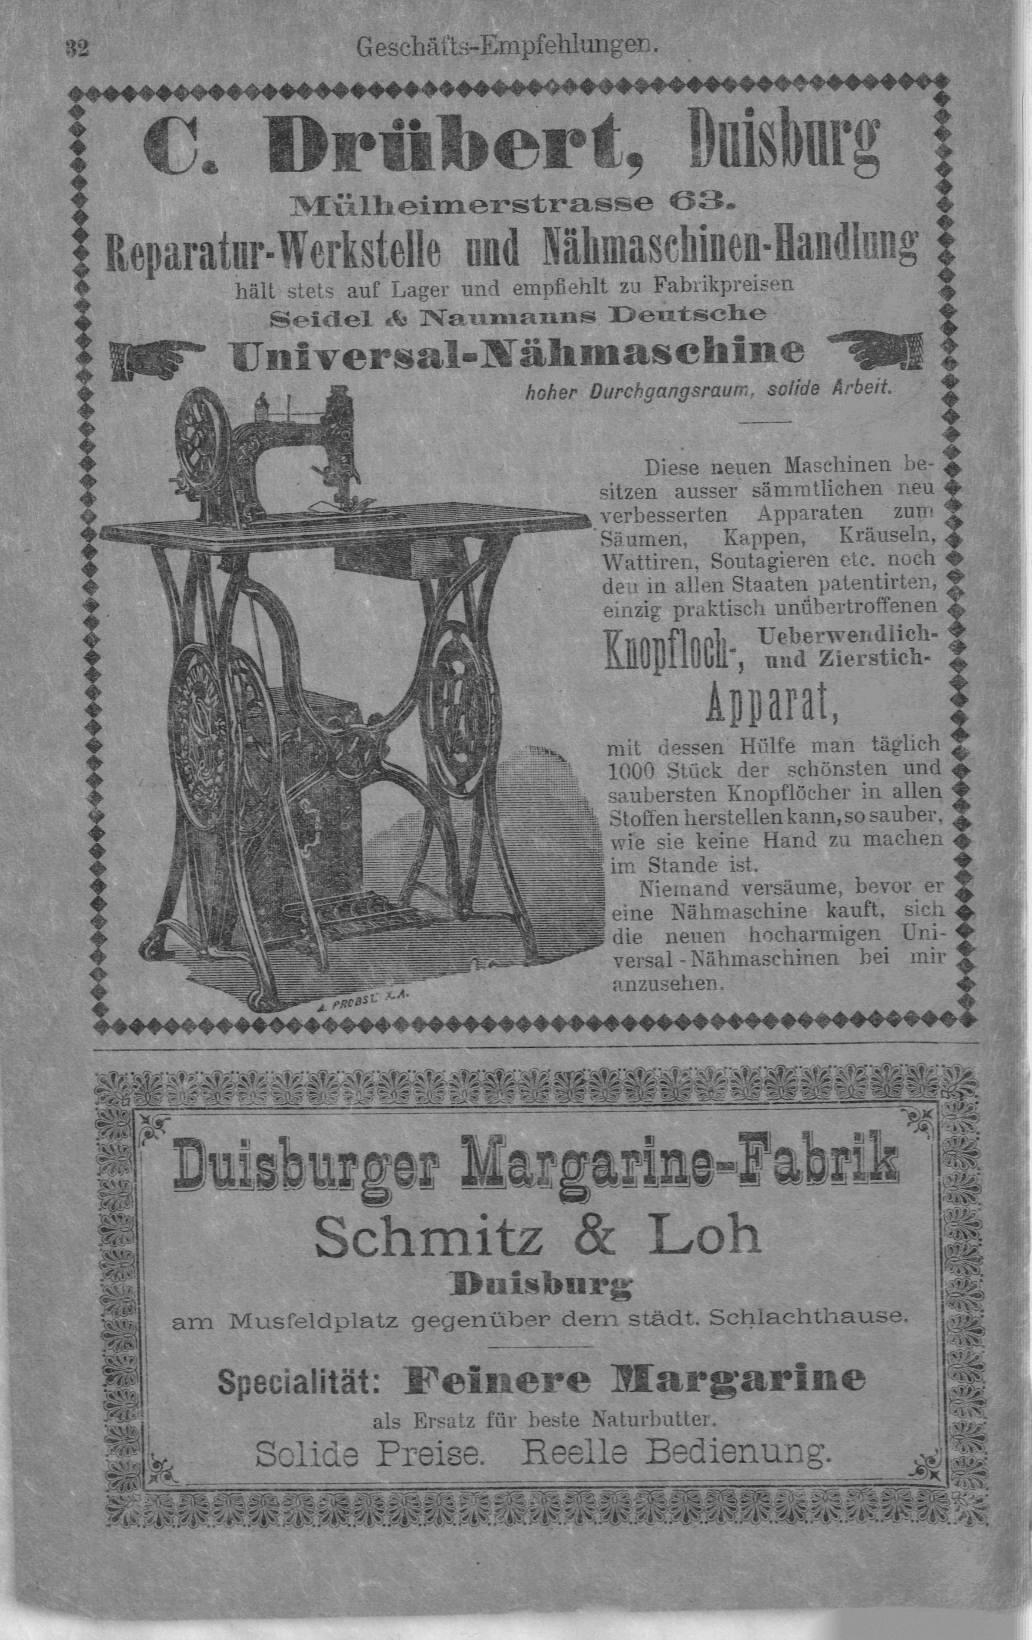 32
Geschäfts-Empfehlungen.
C. Drübert, Duisburg
Mülheimerstrasse 63.
Reparatur-Werkstelle und Nähmaschinen-Handlung
hält stets auf Lager und empfiehlt zu Fabrikpreisen
Seidel & Naumanns Deutsche
Universal-Nähmaschine
hoher Durchgangsraum, solide Arbeit.
Diese neuen Maschinen be-
sitzen ausser sämmtlichen neu
verbesserten Apparaten zum
Säumen, Kappen, Kräuseln,
Wattiren, Soutagieren etc. noch
den in allen Staaten patentirten,
einzig praktisch unübertroffenen
Knopfloch-, Ueberwendlich-
und Zierstich-
Apparat,
mit dessen Hülfe man täglich
1000 Stück der schönsten und
saubersten Knopflöcher in allen
Stoffen herstellen kann, so sauber,
wie sie keine Hand zu machen
im Stande ist.
Niemand versäume, bevor er
eine Nähmaschine kauft, sich
die neuen hocharmigen Uni-
versal-Nähmaschinen bei mir
anzusehen.
A. PROBST X.A.
Duisburger Margarine-Fabrik
Schmitz & Loh
Duisburg
am Musfeldplatz gegenüber dem städt. Schlachthause.
Specialität: Feinere Margarine
als Ersatz für beste Naturbutter.
Solide Preise. Reelle Bedienung.